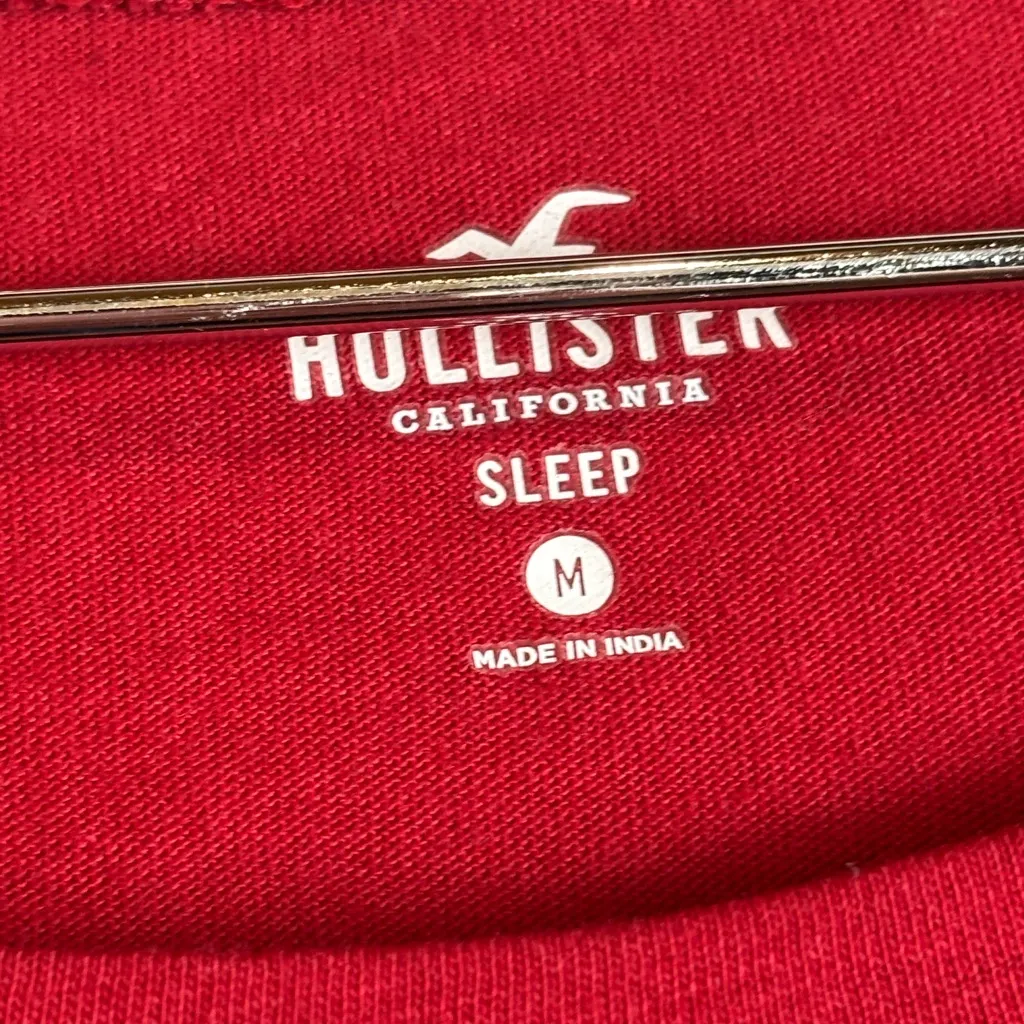 HOLLISTER
CALIFORNIA
SLEEP
M
MADE IN INDIA